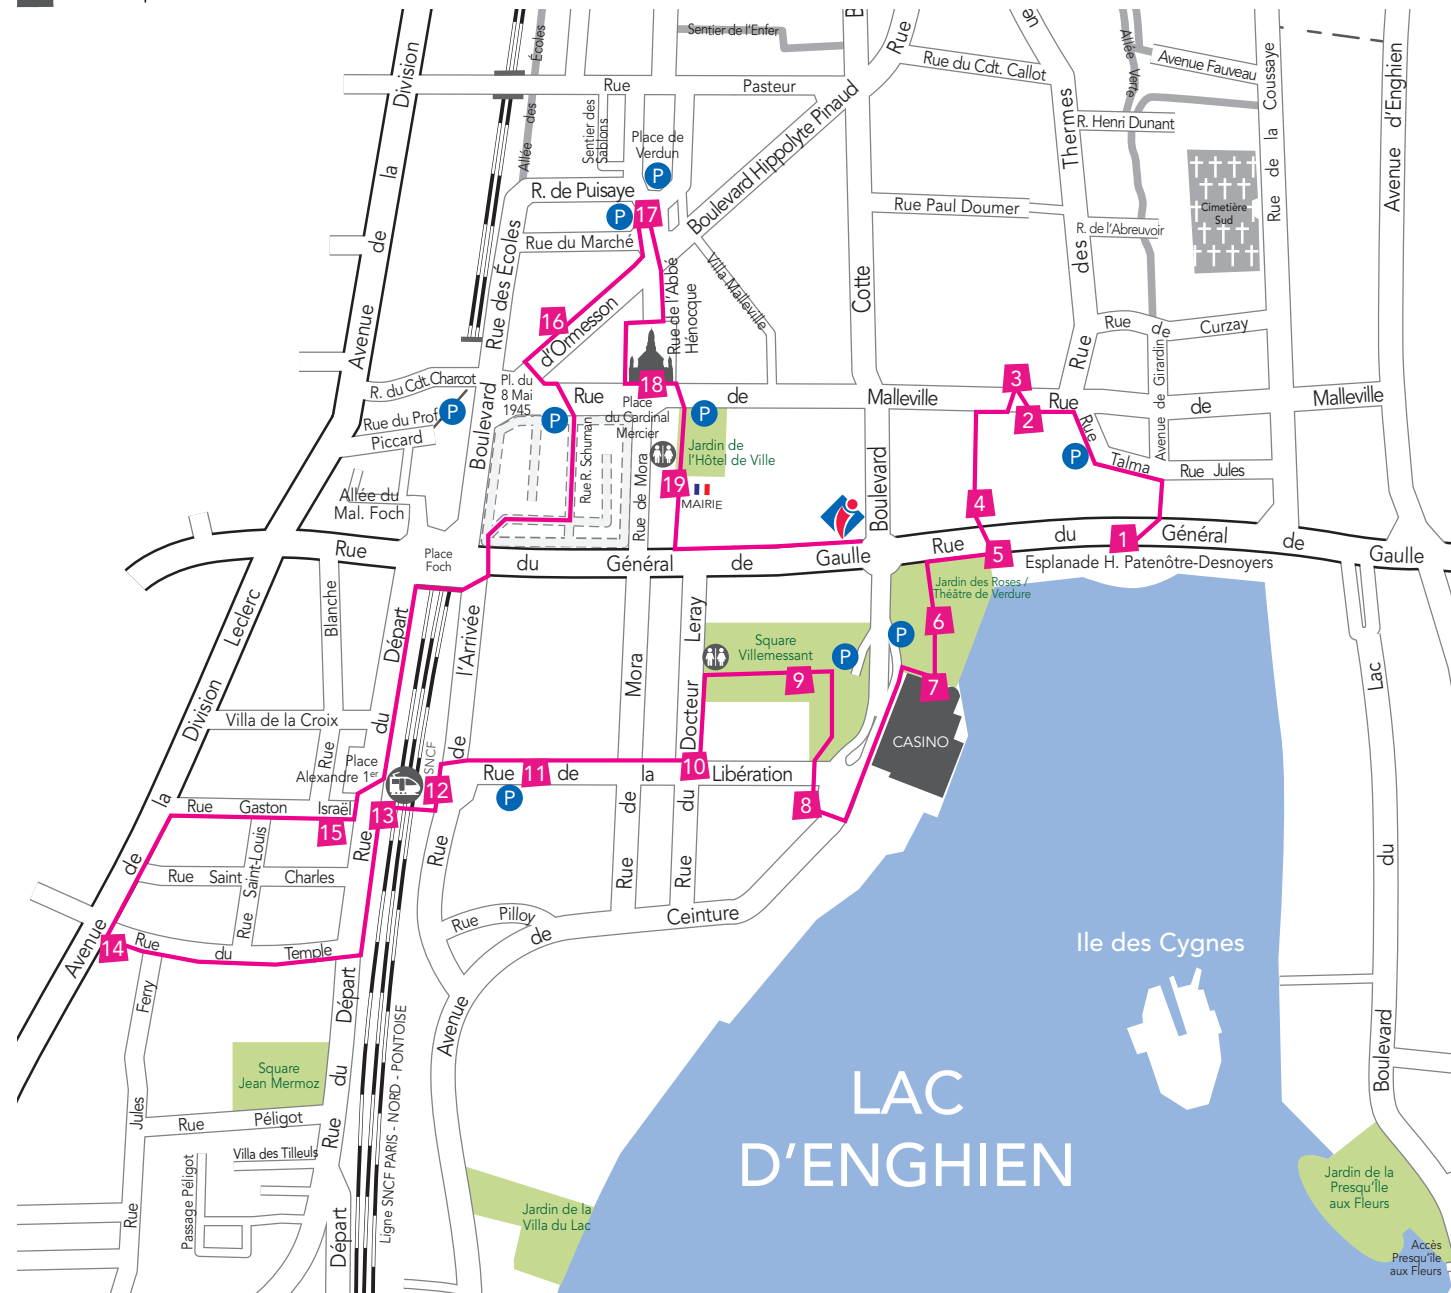 Sentier de l'Enfer
Rue
Rue du Cdt. Callot
Allée Verte
Avenue Fauveau
Rue de la Coussaye
Avenue d'Enghien
Avenue de la Division
Allée des Écoles
Rue Pasteur
Sentier des
Sablons
Place de
Verdun
P
R. Henri Dunant
Boulevard Hippolyte Pinaud
R. de Puisaye
P
17
Rue du Marché
Rue des Écoles
Rue Paul Doumer
R. de l'Abreuvoir
Cimetière
Sud
Rue des Thermes
Villa Malleville
Rue de l'Abbé
Hénocque
Boulevard Cotte
16
d'Ormesson
Rue de Curzay
Avenue de Girardin
R. du Cdt. Charcot
Rue du Prof.
Piccard
P
Pl. du
8 Mai
1945
P
18
Rue de Malleville
Rue de Malleville
3
2
Place
du Cardinal
Mercier
P
Jardin de
l'Hôtel de Ville
Rue Talma
P
Rue Jules
Boulevard
Rue R. Schuman
Rue de Mora
19
MAIRIE
4
Allée du
Mal. Foch
1
Rue du Général de Gaulle
Rue du Général de Gaulle
Place
Foch
5
Esplanade H. Patenôtre-Desnoyers
Jardin des Roses /
Théâtre de Verdure
Avenue de la Division Leclerc
Blanche
Rue
Rue du Départ
Rue de l'Arrivée
Rue de Mora
Rue du Docteur Leray
Square
Villemessant
P
P
6
7
9
CASINO
Lac
du
Boulevard
Villa de la Croix
Place
Alexandre 1er
SNCF
10
Rue de la Libération
11
P
12
13
8
Rue Gaston Israël
15
Rue Saint-Louis
Rue Saint Charles
14
Rue du Temple
Rue Pilloy
Avenue de Ceinture
Ile des Cygnes
Rue Jules Ferry
Rue du Départ
Ligne SNCF PARIS - NORD - PONTOISE
Square
Jean Mermoz
Rue Péligot
Villa des Tilleuls
Passage Péligot
Départ
LAC
D'ENGHIEN
Jardin de la
Villa du Lac
Jardin de la
Presqu'Île
aux Fleurs
Accès
Presqu'île
aux Fleurs